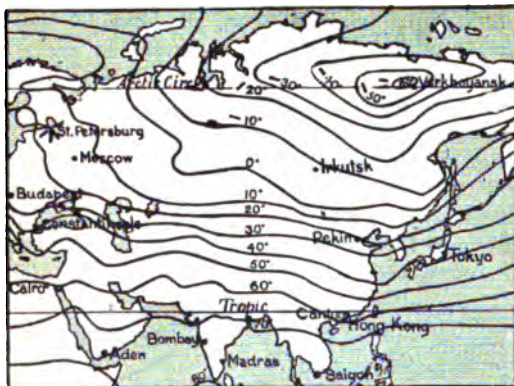 Arctic Circle
-20°
-30°
-40°
-50°
Verkhoyansk
-10°
St.Petersburg
Moscow
0°
Irkutsk
Budapest
10°
20°
Constantinople
30°
Pekin
40°
Tokyo
50°
60°
Cairo
Tropic
Canton
Hong Kong
70°
Bombay
Aden
Madras
Saigon